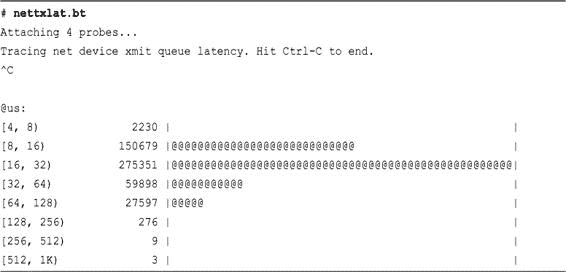 # nettxlat.bt
Attaching 4 probes...
Tracing net device xmit queue latency. Hit Ctrl-C to end.
^C
@us:
[4, 8)             2230 |                                                    |
[8, 16)          150679 |@@@@@@@@@@@@@@@@@@@@@@@@@@@@                        |
[16, 32)         275351 |@@@@@@@@@@@@@@@@@@@@@@@@@@@@@@@@@@@@@@@@@@@@@@@@@@@@|
[32, 64)          59898 |@@@@@@@@@@@                                         |
[64, 128)         27597 |@@@@@                                               |
[128, 256)          276 |                                                    |
[256, 512)            9 |                                                    |
[512, 1K)             3 |                                                    |